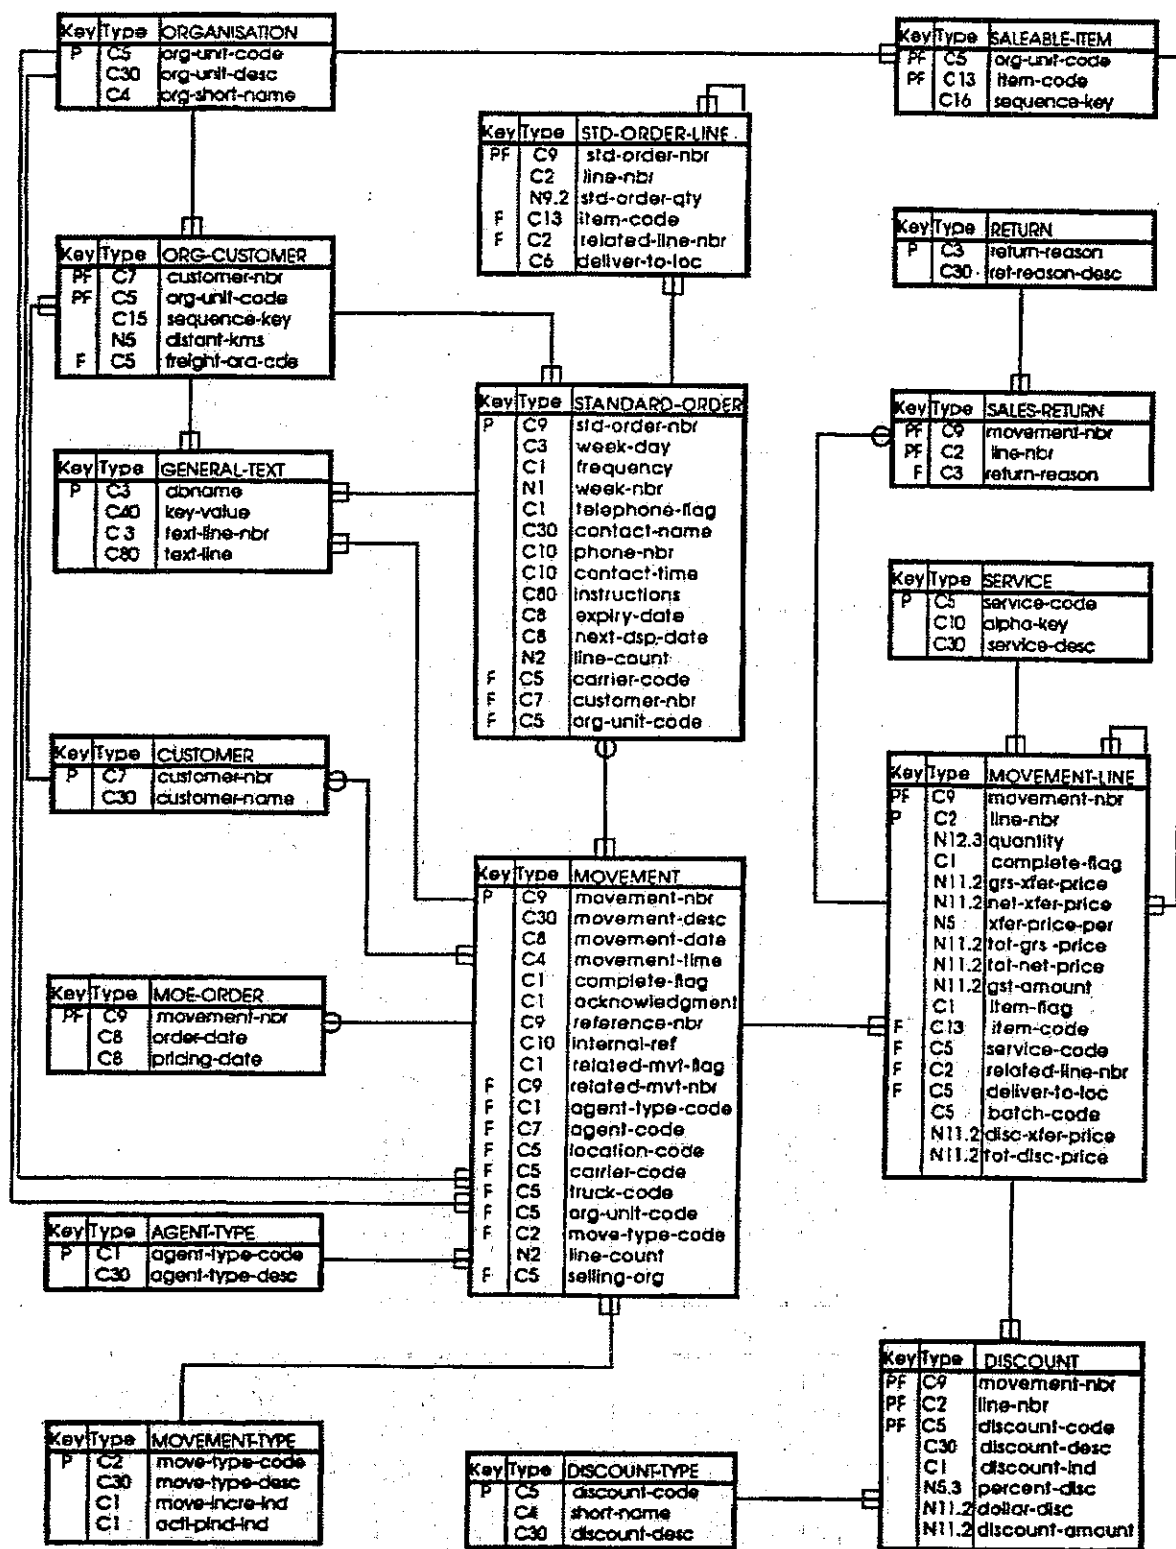 Key Type ORGANISATION
P C5 org-unit-code
C30 org-unit-desc
C4 org-short-name
Key Type SALEABLE-ITEM
PF C5 org-unit-code
PF C13 item-code
C16 sequence-key
Key Type STD-ORDER-LINE
PF C9 std-order-nbr
C2 line-nbr
N9.2 std-order-qty
F C13 item-code
F C2 related-line-nbr
C6 deliver-to-loc
Key Type RETURN
P C3 return-reason
C30 ret-reason-desc
Key Type ORG-CUSTOMER
PF C7 customer-nbr
PF C5 org-unit-code
C15 sequence-key
N5 distant-kms
F C5 freight-ara-cde
Key Type STANDARD-ORDER
P C9 std-order-nbr
C3 week-day
C1 frequency
N1 week-nbr
C1 telephone-flag
C30 contact-name
C10 phone-nbr
C10 contact-time
C80 instructions
C8 expiry-date
C8 next-dsp-date
N2 line-count
F C5 carrier-code
F C7 customer-nbr
F C5 org-unit-code
Key Type SALES-RETURN
PF C9 movement-nbr
PF C2 line-nbr
F C3 return-reason
Key Type GENERAL-TEXT
P C3 dbname
C40 key-value
C3 text-line-nbr
C80 text-line
Key Type SERVICE
P C5 service-code
C10 alpha-key
C30 service-desc
Key Type CUSTOMER
P C7 customer-nbr
C30 customer-name
Key Type MOVEMENT-LINE
PF C9 movement-nbr
P C2 line-nbr
N12.3 quantity
C1 complete-flag
N11.2 grs-xfer-price
N11.2 net-xfer-price
N5 xfer-price-per
N11.2 tot-grs-price
N11.2 tot-net-price
N11.2 gst-amount
C1 item-flag
F C13 item-code
F C5 service-code
F C2 related-line-nbr
F C5 deliver-to-loc
C5 batch-code
N11.2 disc-xfer-price
N11.2 tot-disc-price
Key Type MOVEMENT
P C9 movement-nbr
C30 movement-desc
C8 movement-date
C4 movement-time
C1 complete-flag
C1 acknowledgment
C9 reference-nbr
C10 internal-ref
C1 related-mvt-flag
F C9 related-mvt-nbr
F C1 agent-type-code
F C7 agent-code
F C5 location-code
F C5 carrier-code
F C5 truck-code
F C5 org-unit-code
F C2 move-type-code
N2 line-count
F C5 selling-org
Key Type MOE-ORDER
PF C9 movement-nbr
C8 order-date
C8 pricing-date
Key Type AGENT-TYPE
P C1 agent-type-code
C30 agent-type-desc
Key Type DISCOUNT
PF C9 movement-nbr
PF C2 line-nbr
PF C5 discount-code
C30 discount-desc
C1 discount-ind
N5.3 percent-disc
N11.2 dollar-disc
N11.2 discount-amount
Key Type MOVEMENT-TYPE
P C2 move-type-code
C30 move-type-desc
C1 move-incre-ind
C1 actl-plnd-ind
Key Type DISCOUNT-TYPE
P C5 discount-code
C4 short-name
C30 discount-desc